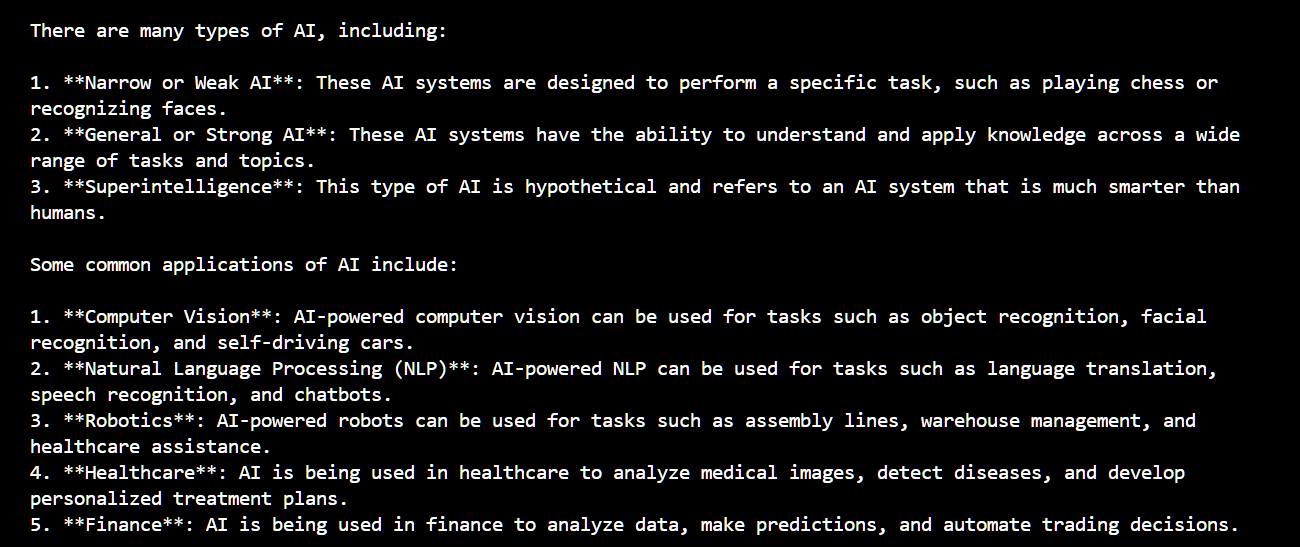 There are many types of AI, including:
1. **Narrow or Weak AI**: These AI systems are designed to perform a specific task, such as playing chess or
recognizing faces.
2. **General or Strong AI**: These AI systems have the ability to understand and apply knowledge across a wide
range of tasks and topics.
3. **Superintelligence**: This type of AI is hypothetical and refers to an AI system that is much smarter than
humans.
Some common applications of AI include:
1. **Computer Vision**: AI-powered computer vision can be used for tasks such as object recognition, facial
recognition, and self-driving cars.
2. **Natural Language Processing (NLP)**: AI-powered NLP can be used for tasks such as language translation,
speech recognition, and chatbots.
3. **Robotics**: AI-powered robots can be used for tasks such as assembly lines, warehouse management, and
healthcare assistance.
4. **Healthcare**: AI is being used in healthcare to analyze medical images, detect diseases, and develop
personalized treatment plans.
5. **Finance**: AI is being used in finance to analyze data, make predictions, and automate trading decisions.